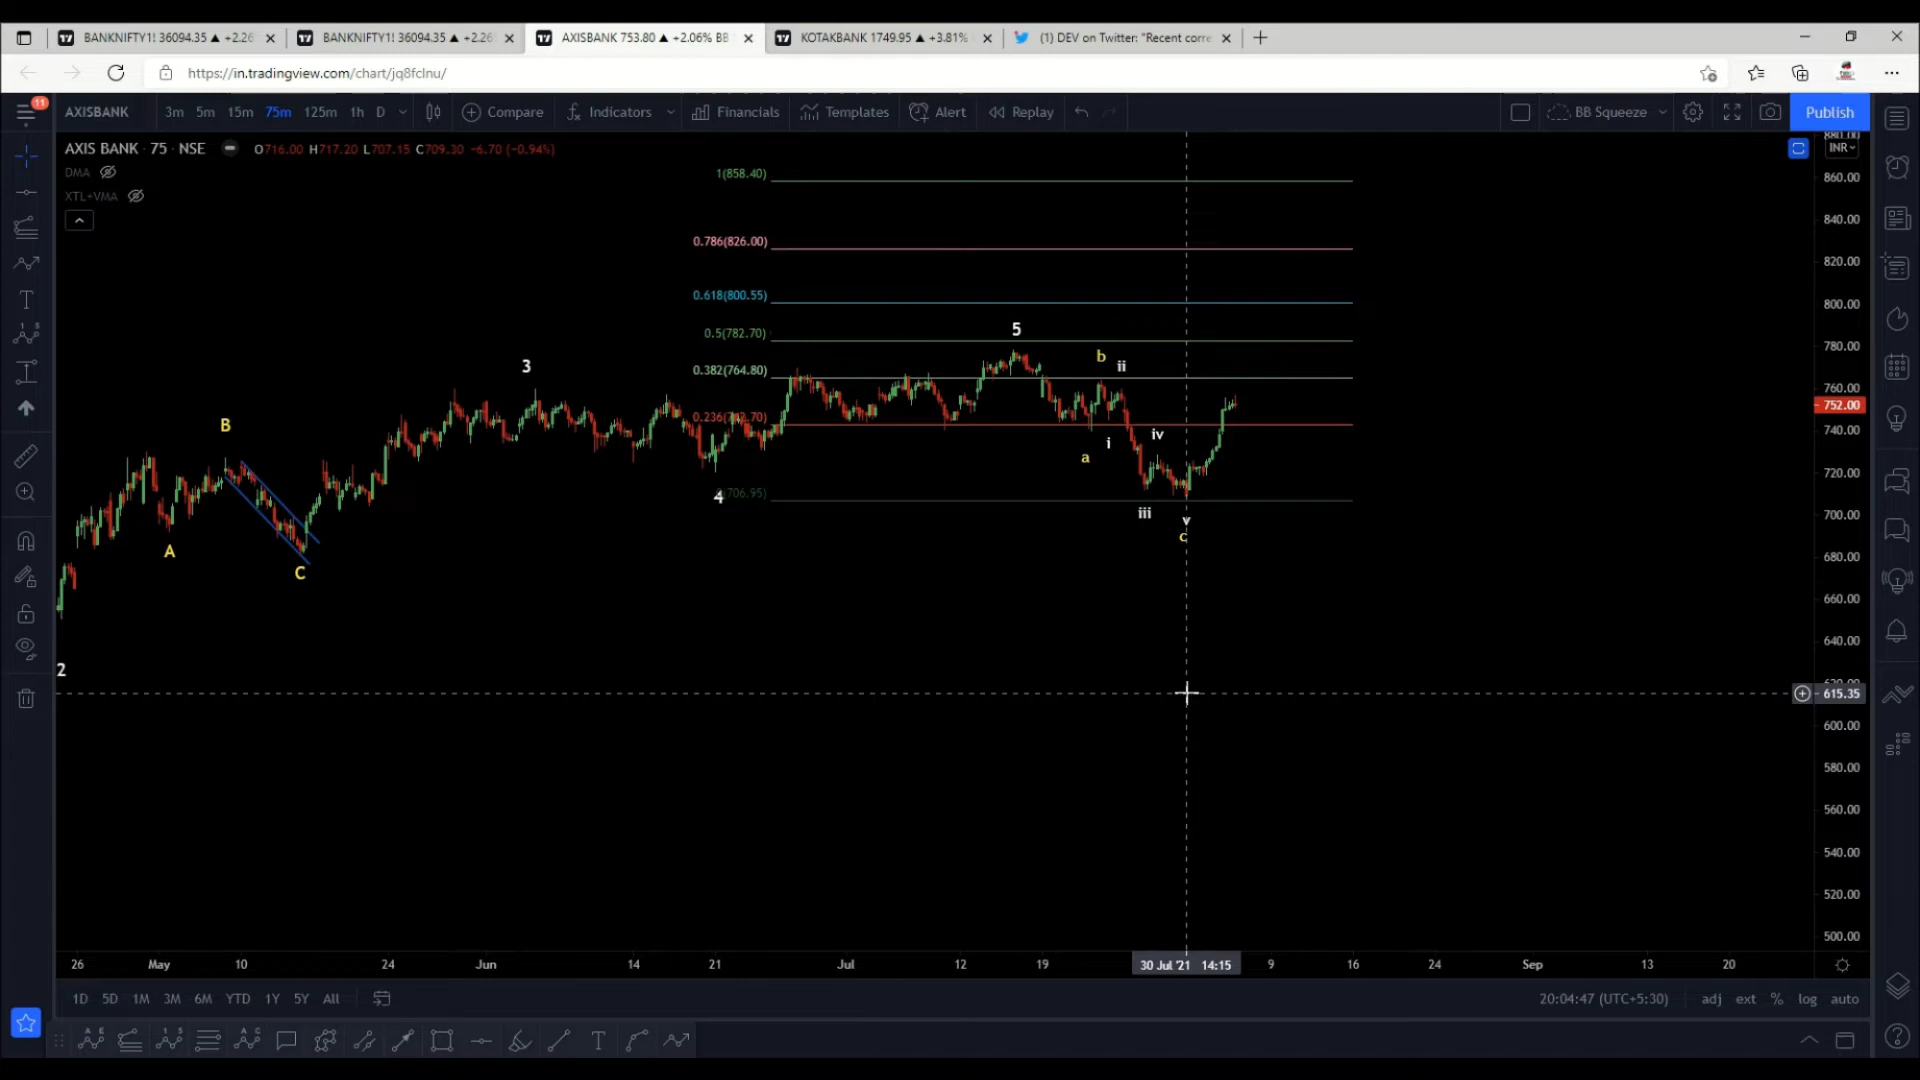 BANKNIFTY1! 36094.35 ▲ +2.26
BANKNIFTY1! 36094.35 ▲ +2.26
AXISBANK 753.80 ▲ +2.06% BB
KOTAKBANK 1749.95 ▲ +3.81%
(1) DEV on Twitter: "Recent corre
https://in.tradingview.com/chart/jq8fclnu/
11
AXISBANK 3m 5m 15m 75m 125m 1h D Compare Indicators Financials Templates Alert Replay BB Squeeze Publish
AXIS BANK · 75 · NSE O716.00 H717.20 L707.15 C709.30 -6.70 (-0.94%)
DMA
XTL+VMA
INR
1(858.40)
0.786(826.00)
0.618(800.55)
0.5(782.70)
0.382(764.80)
2 A B C 3 4 5
a b i ii iii iv v c
880.00
860.00
840.00
820.00
800.00
780.00
760.00
752.00
740.00
720.00
700.00
680.00
660.00
640.00
620.00
615.35
600.00
580.00
560.00
540.00
520.00
500.00
26 May 10 24 Jun 14 21 Jul 12 19 30 Jul '21 14:15 9 16 24 Sep 13 20
1D 5D 1M 3M 6M YTD 1Y 5Y All 20:04:47 (UTC+5:30) adj ext % log auto